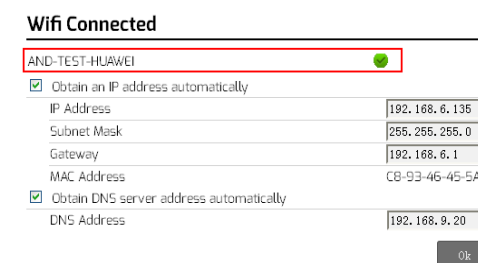 Wifi Connected
AND-TEST-HUAWEI
Obtain an IP address automatically
IP Address 192.168.6.135
Subnet Mask 255.255.255.0
Gateway 192.168.6.1
MAC Address C8-93-46-45-5A
Obtain DNS server address automatically
DNS Address 192.168.9.20
Ok